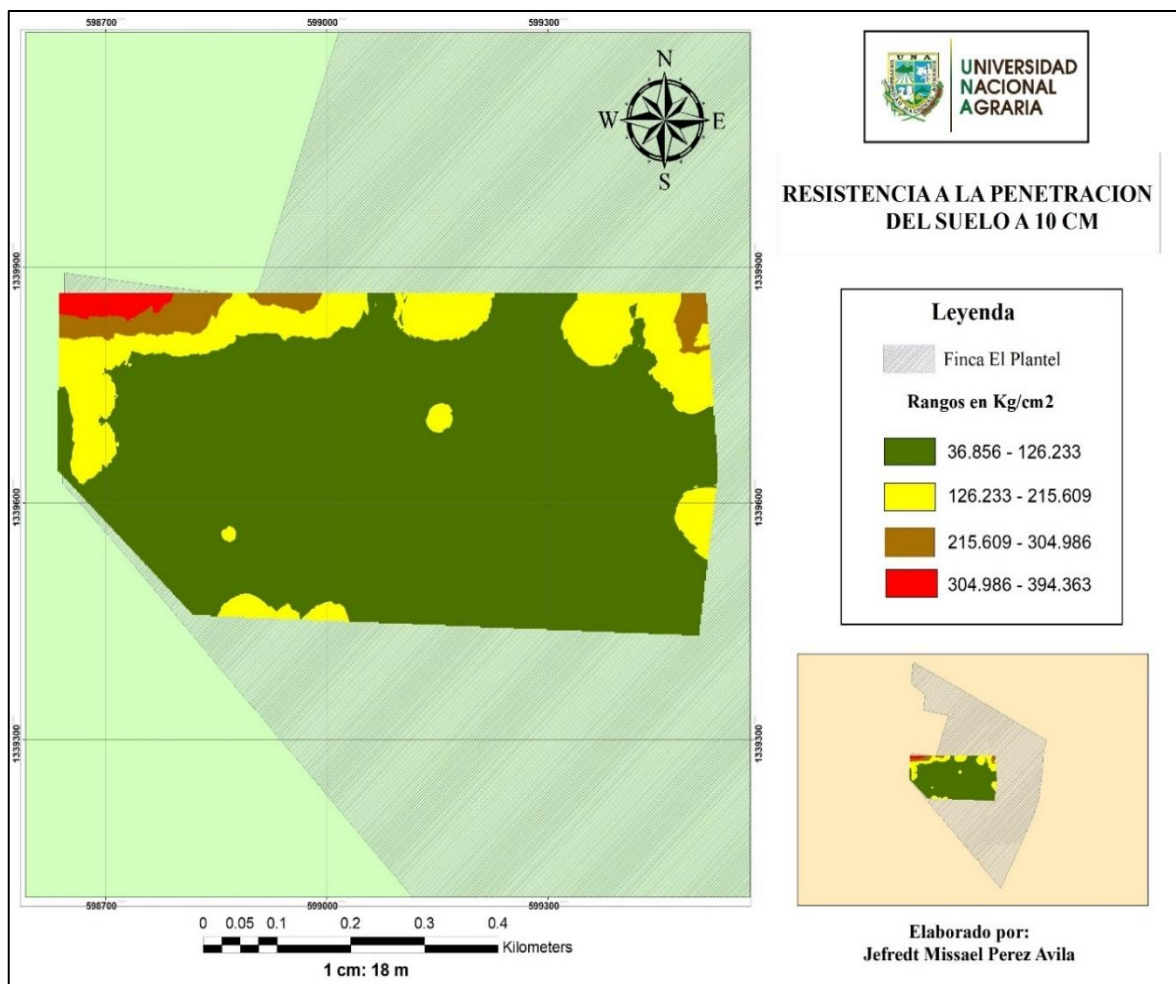 598700 599000 599300
N
W E
S
1339900 1339900
1339600 1339600
1339300 1339300
598700 599000 599300
0 0.05 0.1 0.2 0.3 0.4
Kilometers
1 cm: 18 m
UNA
UNIVERSIDAD
NACIONAL
AGRARIA
RESISTENCIA A LA PENETRACION
DEL SUELO A 10 CM
Leyenda
Finca El Plantel
Rangos en Kg/cm2
36.856 - 126.233
126.233 - 215.609
215.609 - 304.986
304.986 - 394.363
Elaborado por:
Jefredt Missael Perez Avila